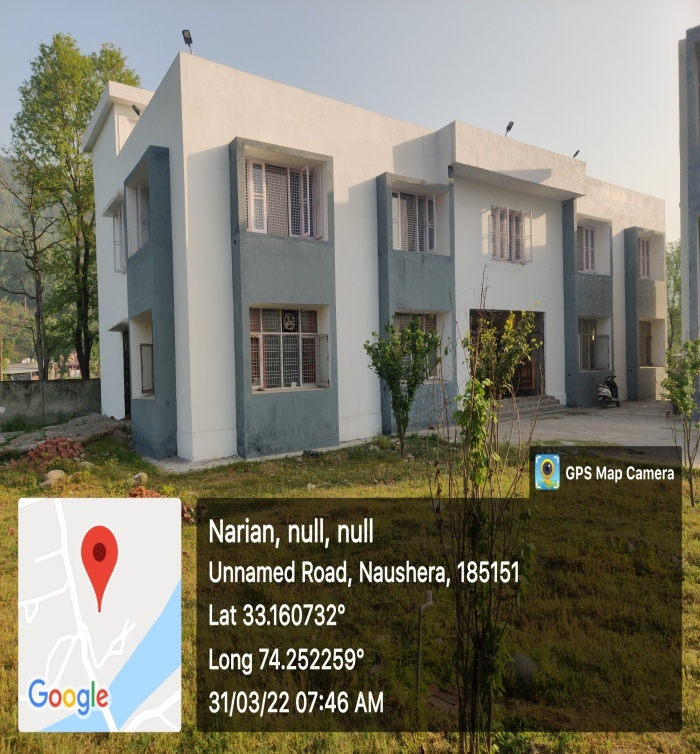 GPS Map Camera
Narian, null, null
Unnamed Road, Naushera, 185151
Lat 33.160732°
Long 74.252259°
31/03/22 07:46 AM
Google